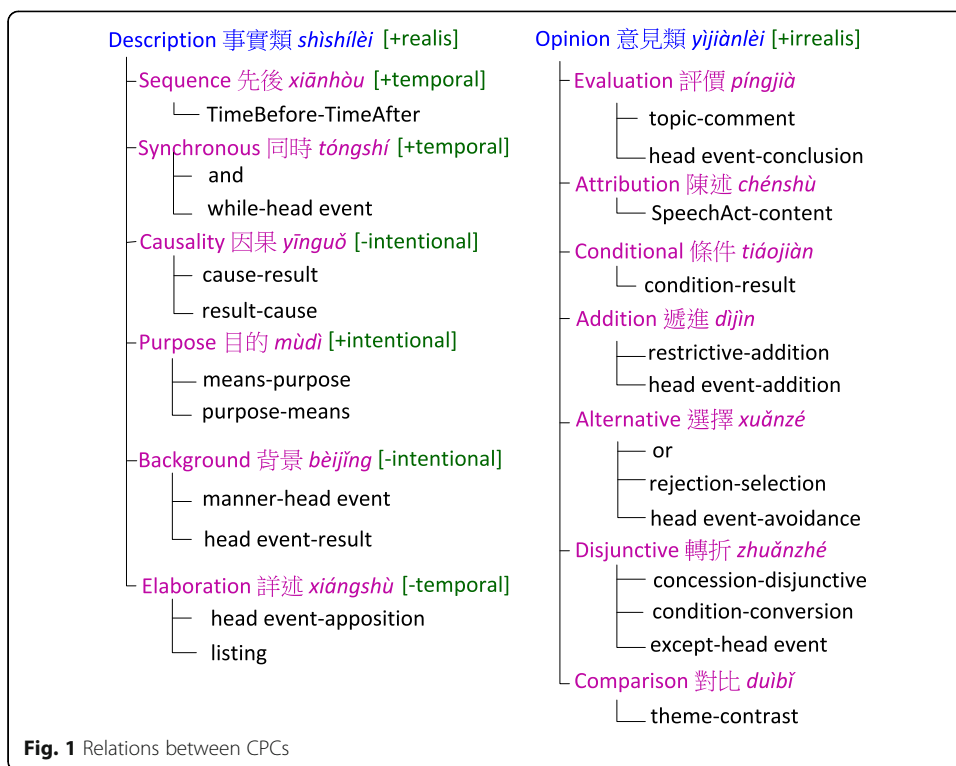 Description 事實類 shìshílèi [+realis]
Sequence 先後 xiānhòu [+temporal]
TimeBefore-TimeAfter
Synchronous 同時 tóngshí [+temporal]
and
while-head event
Causality 因果 yīnguǒ [-intentional]
cause-result
result-cause
Purpose 目的 mùdì [+intentional]
means-purpose
purpose-means
Background 背景 bèijǐng [-intentional]
manner-head event
head event-result
Elaboration 詳述 xiángshù [-temporal]
head event-apposition
listing
Opinion 意見類 yìjiànlèi [+irrealis]
Evaluation 評價 píngjià
topic-comment
head event-conclusion
Attribution 陳述 chénshù
SpeechAct-content
Conditional 條件 tiáojiàn
condition-result
Addition 遞進 dìjìn
restrictive-addition
head event-addition
Alternative 選擇 xuǎnzé
or
rejection-selection
head event-avoidance
Disjunctive 轉折 zhuǎnzhé
concession-disjunctive
condition-conversion
except-head event
Comparison 對比 duìbǐ
theme-contrast
Fig. 1 Relations between CPCs